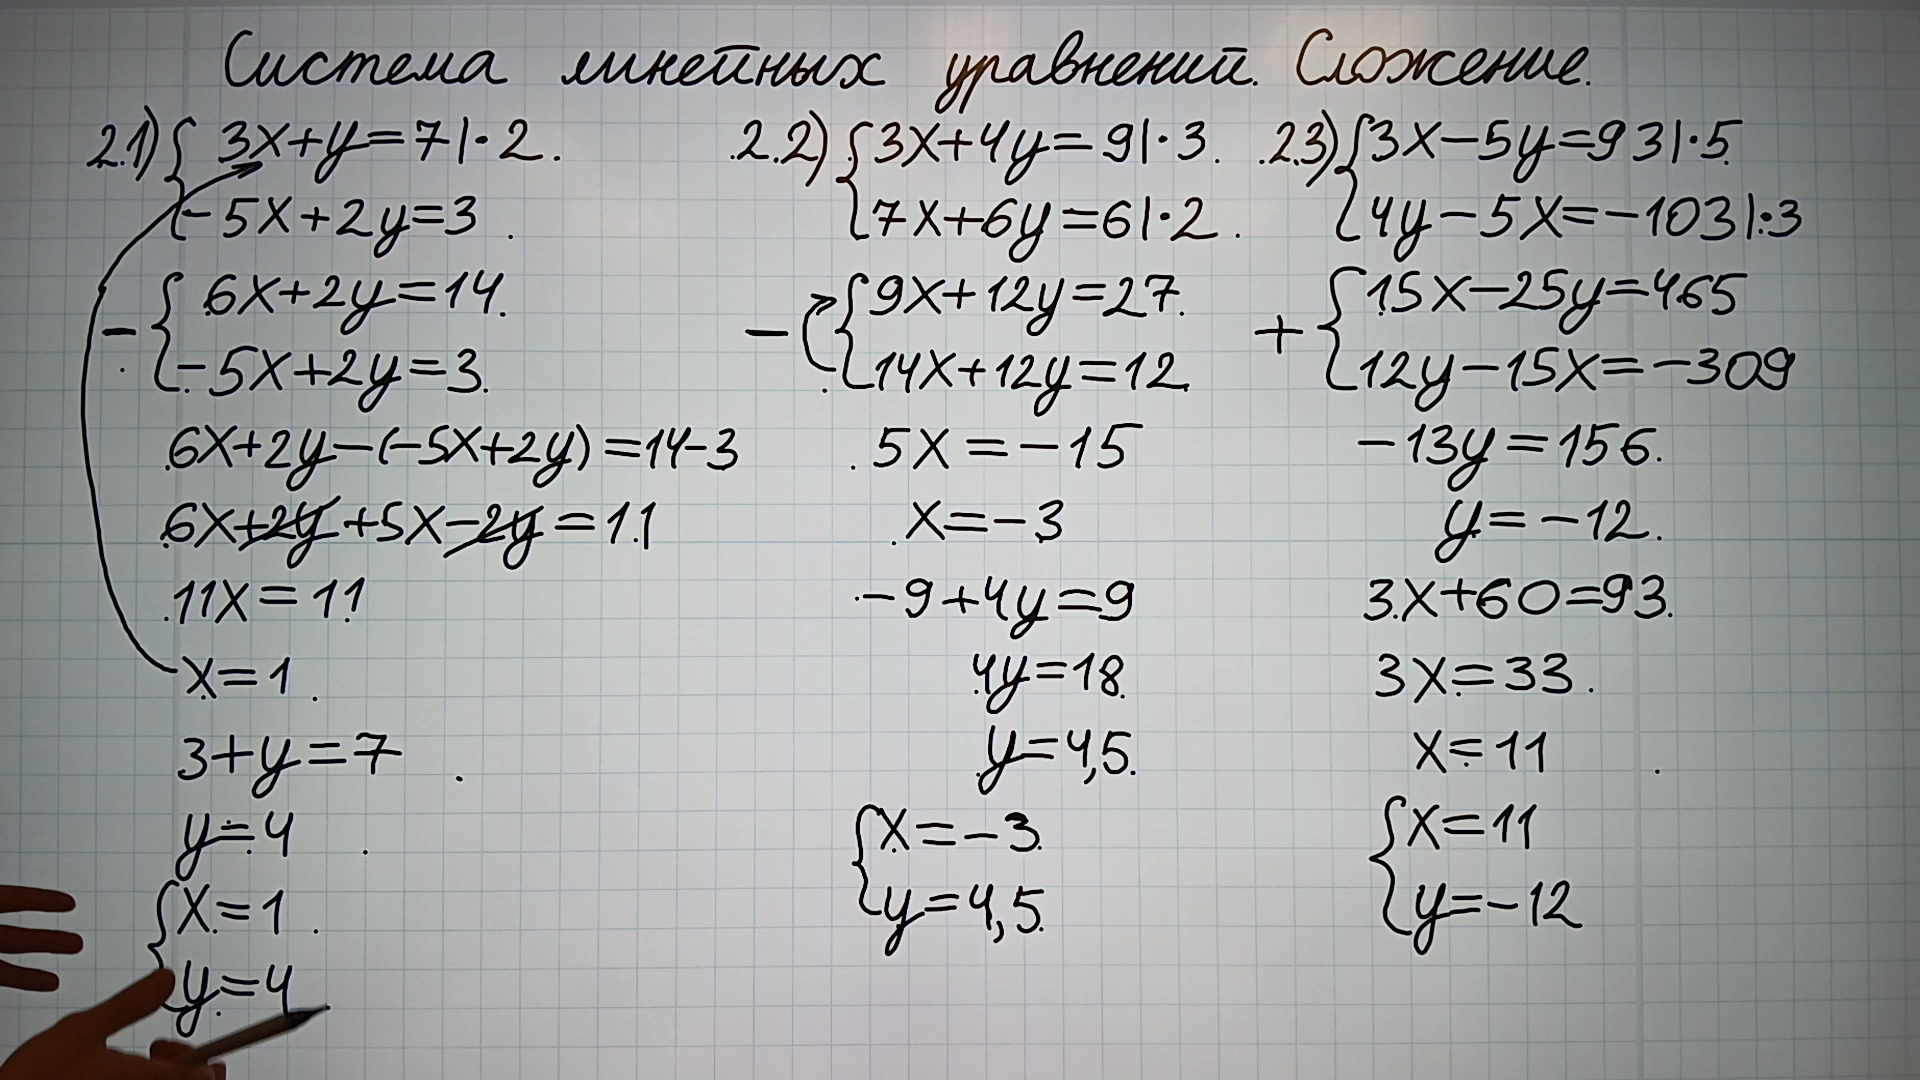 Система линейных уравнений. Сложение.
2.1) { 3x+y=7 |·2
-5x+2y=3
- { 6x+2y=14
-5x+2y=3
6x+2y-(-5x+2y)=14-3
6x+2y+5x-2y=11
11x=11
x=1
3+y=7
y=4
{ x=1
y=4
2.2) { 3x+4y=9 |·3
7x+6y=6 |·2
- { 9x+12y=27
14x+12y=12
5x=-15
x=-3
-9+4y=9
4y=18
y=4,5
{ x=-3
y=4,5
2.3) { 3x-5y=93 |·5
4y-5x=-103 |·3
+ { 15x-25y=465
12y-15x=-309
-13y=156
y=-12
3x+60=93
3x=33
x=11
{ x=11
y=-12